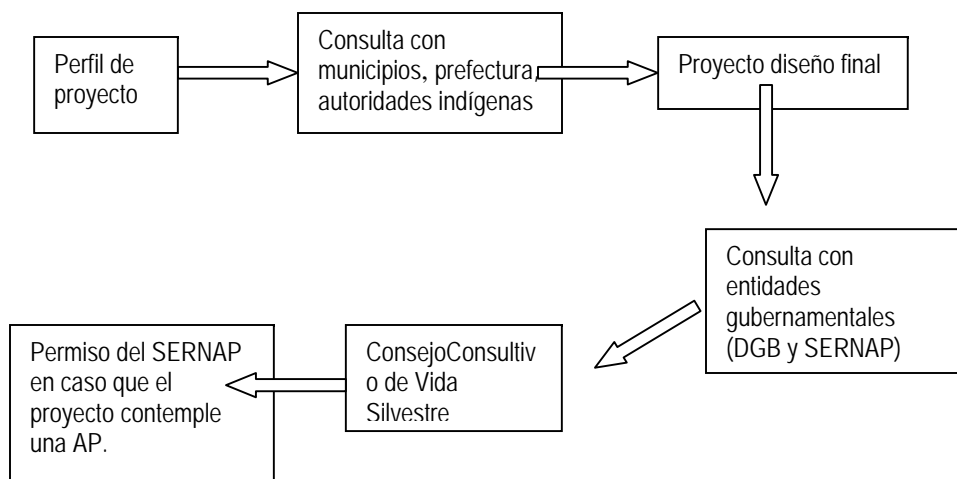 Perfil de
proyecto
Consulta con
municipios, prefectura,
autoridades indígenas
Proyecto diseño final
Consulta con
entidades
gubernamentales
(DGB y SERNAP)
ConsejoConsultiv
o de Vida
Silvestre
Permiso del SERNAP
en caso que el
proyecto contemple
una AP.